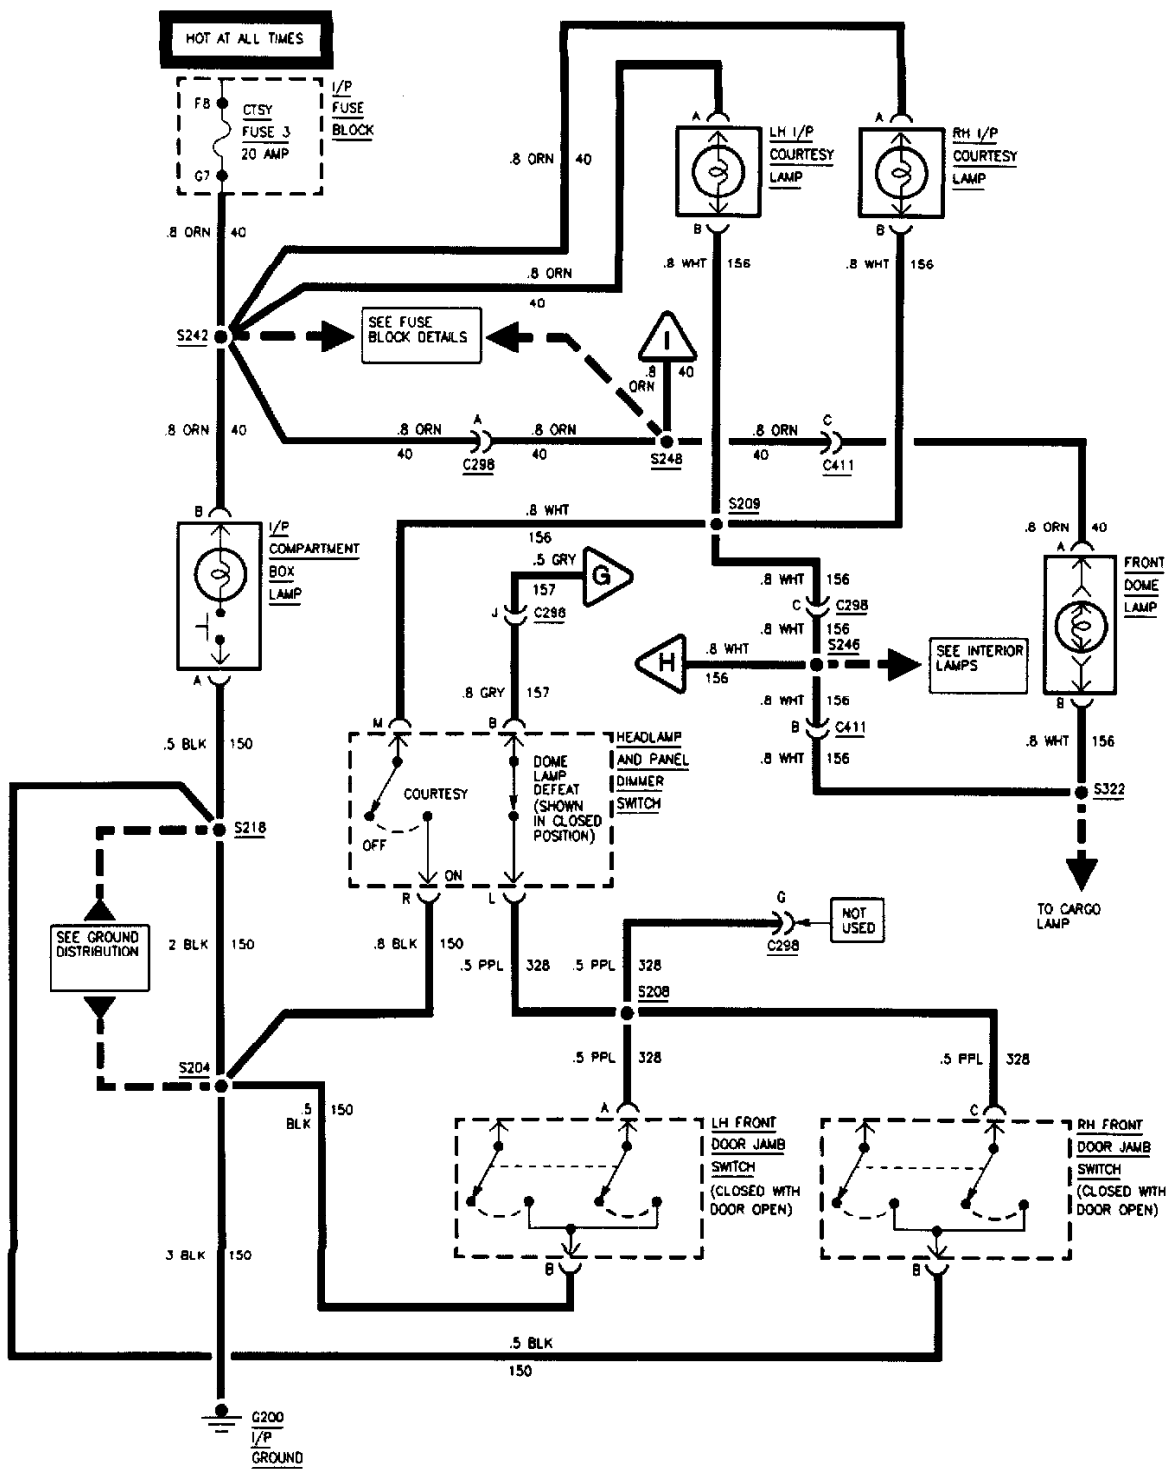 HOT AT ALL TIMES
I/P
FUSE
BLOCK
F8
CTSY
FUSE 3
20 AMP
G7
.8 ORN 40
A
LH I/P
COURTESY
LAMP
A
RH I/P
COURTESY
LAMP
.8 ORN 40
B
.8 WHT 156
B
.8 WHT 156
.8 ORN
40
S242
SEE FUSE
BLOCK DETAILS
I
.8
ORN
40
.8 ORN 40
.8 ORN
40
A
C298
.8 ORN
40
S248
.8 ORN
40
C
C411
S209
.8 WHT
156
.8 ORN 40
B
I/P
COMPARTMENT
BOX
LAMP
A
.5 GRY
157
G
J
C298
.8 WHT 156
C
C298
.8 WHT 156
S246
A
FRONT
DOME
LAMP
B
H
.8 WHT
156
SEE INTERIOR
LAMPS
.8 GRY 157
.8 WHT 156
B
C411
.8 WHT 156
.8 WHT 156
S322
TO CARGO
LAMP
.5 BLK 150
M
B
HEADLAMP
AND PANEL
DIMMER
SWITCH
DOME
LAMP
DEFEAT
(SHOWN
IN CLOSED
POSITION)
COURTESY
OFF
ON
R
L
S218
SEE GROUND
DISTRIBUTION
2 BLK 150
.8 BLK 150
.5 PPL 328
.5 PPL 328
G
C298
NOT
USED
S208
S204
.5 PPL 328
.5 PPL 328
.5
BLK
150
A
LH FRONT
DOOR JAMB
SWITCH
(CLOSED WITH
DOOR OPEN)
B
C
RH FRONT
DOOR JAMB
SWITCH
(CLOSED WITH
DOOR OPEN)
B
3 BLK 150
.5 BLK
150
G200
I/P
GROUND